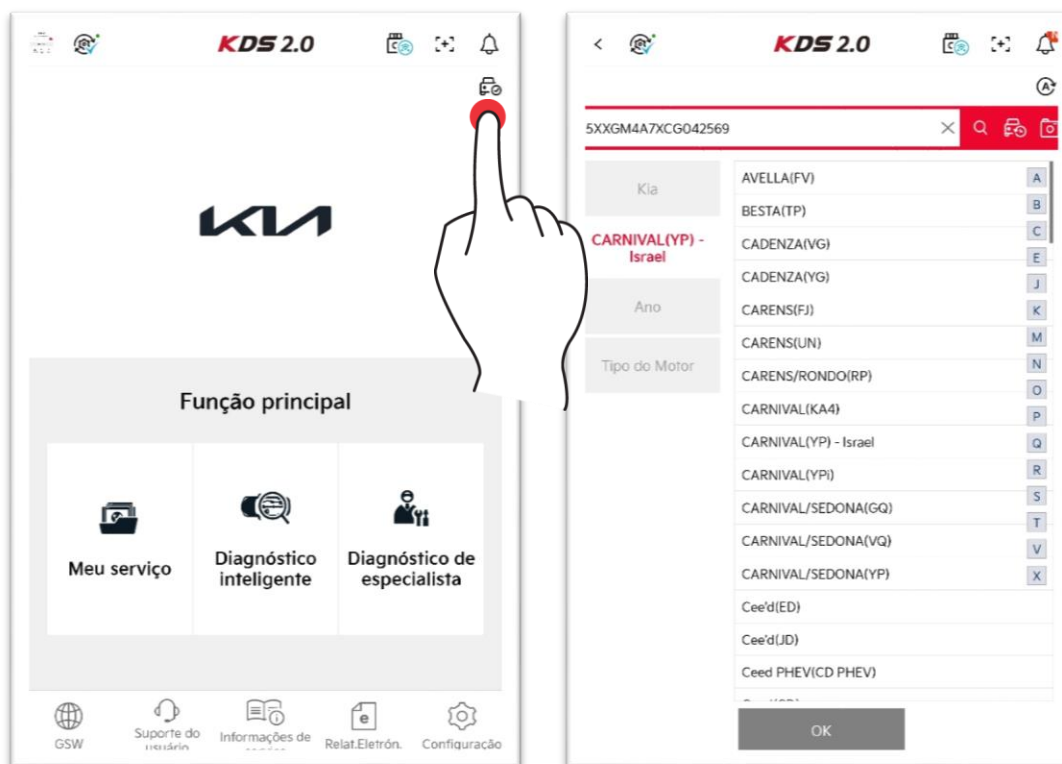 KDS 2.0
KIA
Função principal
Meu serviço
Diagnóstico
inteligente
Diagnóstico de
especialista
GSW
Suporte do
usuário
Informações de
Relat.Eletrón.
Configuração
KDS 2.0
5XXGM4A7XCG042569
Kia
CARNIVAL(YP) -
Israel
Ano
Tipo do Motor
AVELLA(FV)
BESTA(TP)
CADENZA(VG)
CADENZA(YG)
CARENS(FJ)
CARENS(UN)
CARENS/RONDO(RP)
CARNIVAL(KA4)
CARNIVAL(YP) - Israel
CARNIVAL(YPi)
CARNIVAL/SEDONA(GQ)
CARNIVAL/SEDONA(VQ)
CARNIVAL/SEDONA(YP)
Cee'd(ED)
Cee'd(JD)
Ceed PHEV(CD PHEV)
A
B
C
E
J
K
M
N
O
P
Q
R
S
T
V
X
OK